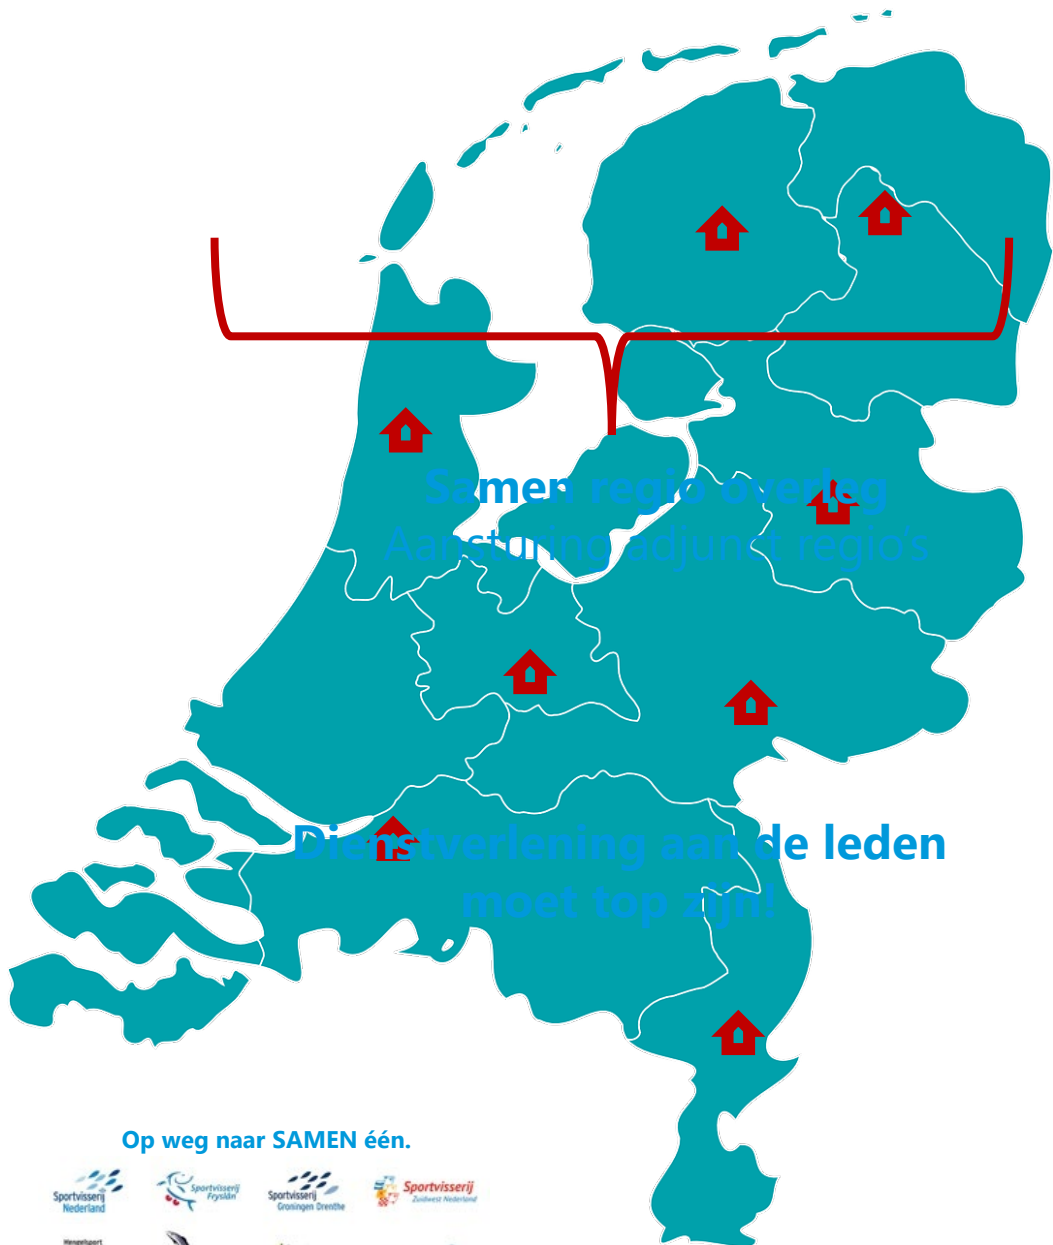 Samen regio overleg
Aansturing adjunct regio's
Dienstverlening aan de leden
moet top zijn!
Op weg naar SAMEN één.
Sportvisserij
Nederland
Sportvisserij
Fryslân
Sportvisserij
Groningen Drenthe
Sportvisserij
Zuidwest Nederland
Hengelsport